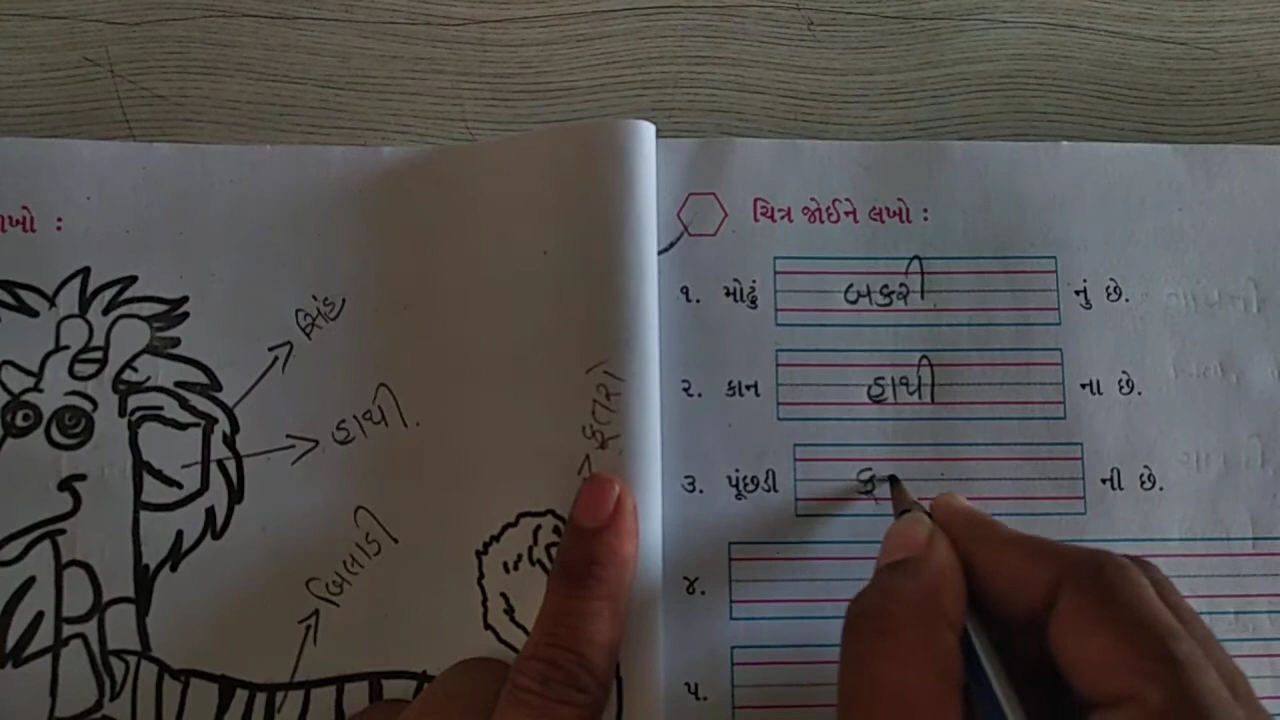 ખો :
સિંહ
હાથી.
બિલાડી
કૂતરો
ચિત્ર જોઈને લખો :
૧. મોઢું બકરી નું છે.
૨. કાન હાથી ના છે.
૩. પૂંછડી ક ની છે.
૪.
૫.